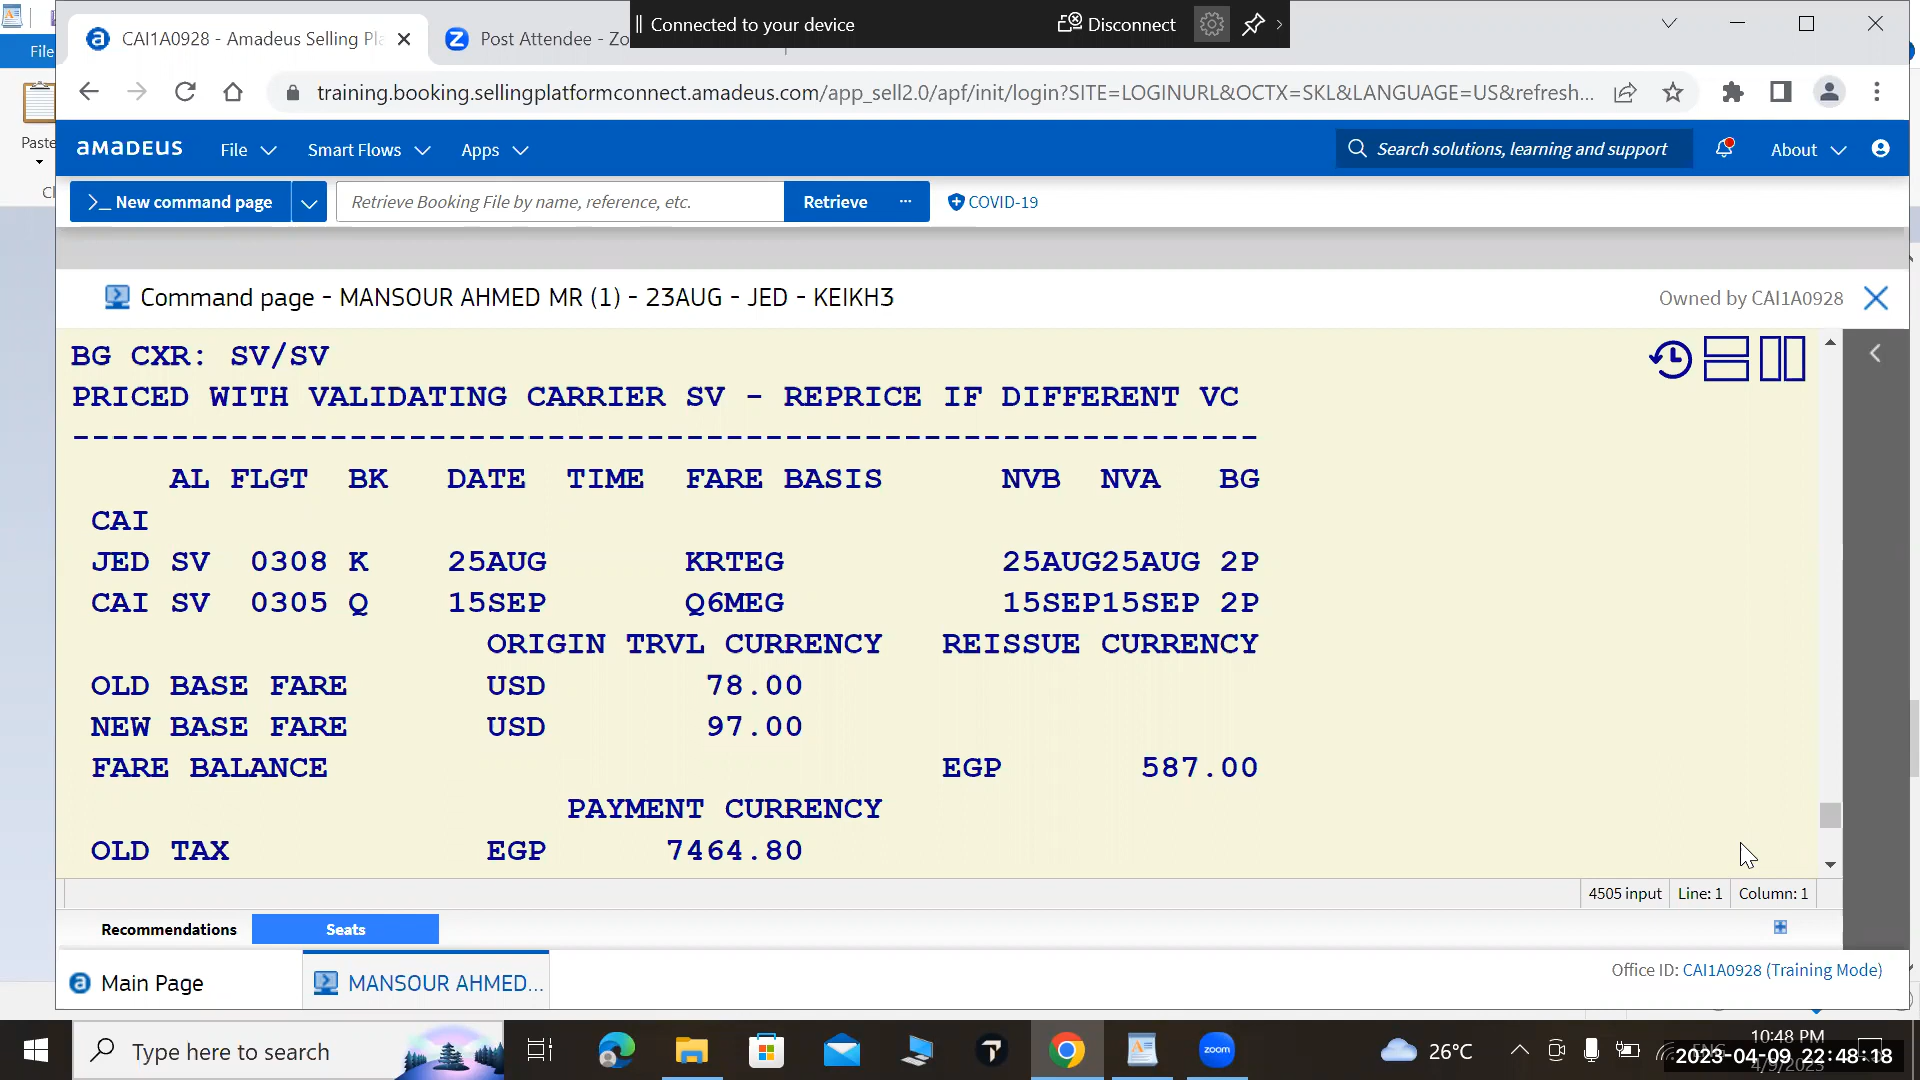 Connected to your device
Disconnect
File
CAI1A0928 - Amadeus Selling Pla
Post Attendee - Zo
training.booking.sellingplatformconnect.amadeus.com/app_sell2.0/apf/init/login?SITE=LOGINURL&OCTX=SKL&LANGUAGE=US&refresh...
Paste
amadeus
File
Smart Flows
Apps
Search solutions, learning and support
About
>_ New command page
Retrieve Booking File by name, reference, etc.
Retrieve
...
COVID-19
Command page - MANSOUR AHMED MR (1) - 23AUG - JED - KEIKH3
Owned by CAI1A0928
BG CXR: SV/SV
PRICED WITH VALIDATING CARRIER SV - REPRICE IF DIFFERENT VC
------------------------------------------------------------
AL FLGT BK DATE TIME FARE BASIS NVB NVA BG
CAI
JED SV 0308 K 25AUG KRTEG 25AUG25AUG 2P
CAI SV 0305 Q 15SEP Q6MEG 15SEP15SEP 2P
ORIGIN TRVL CURRENCY REISSUE CURRENCY
OLD BASE FARE USD 78.00
NEW BASE FARE USD 97.00
FARE BALANCE EGP 587.00
PAYMENT CURRENCY
OLD TAX EGP 7464.80
4505 input
Line: 1
Column: 1
Recommendations
Seats
Main Page
MANSOUR AHMED...
Office ID: CAI1A0928 (Training Mode)
Type here to search
zoom
26°C
10:48 PM
2023-04-09 22:48:18